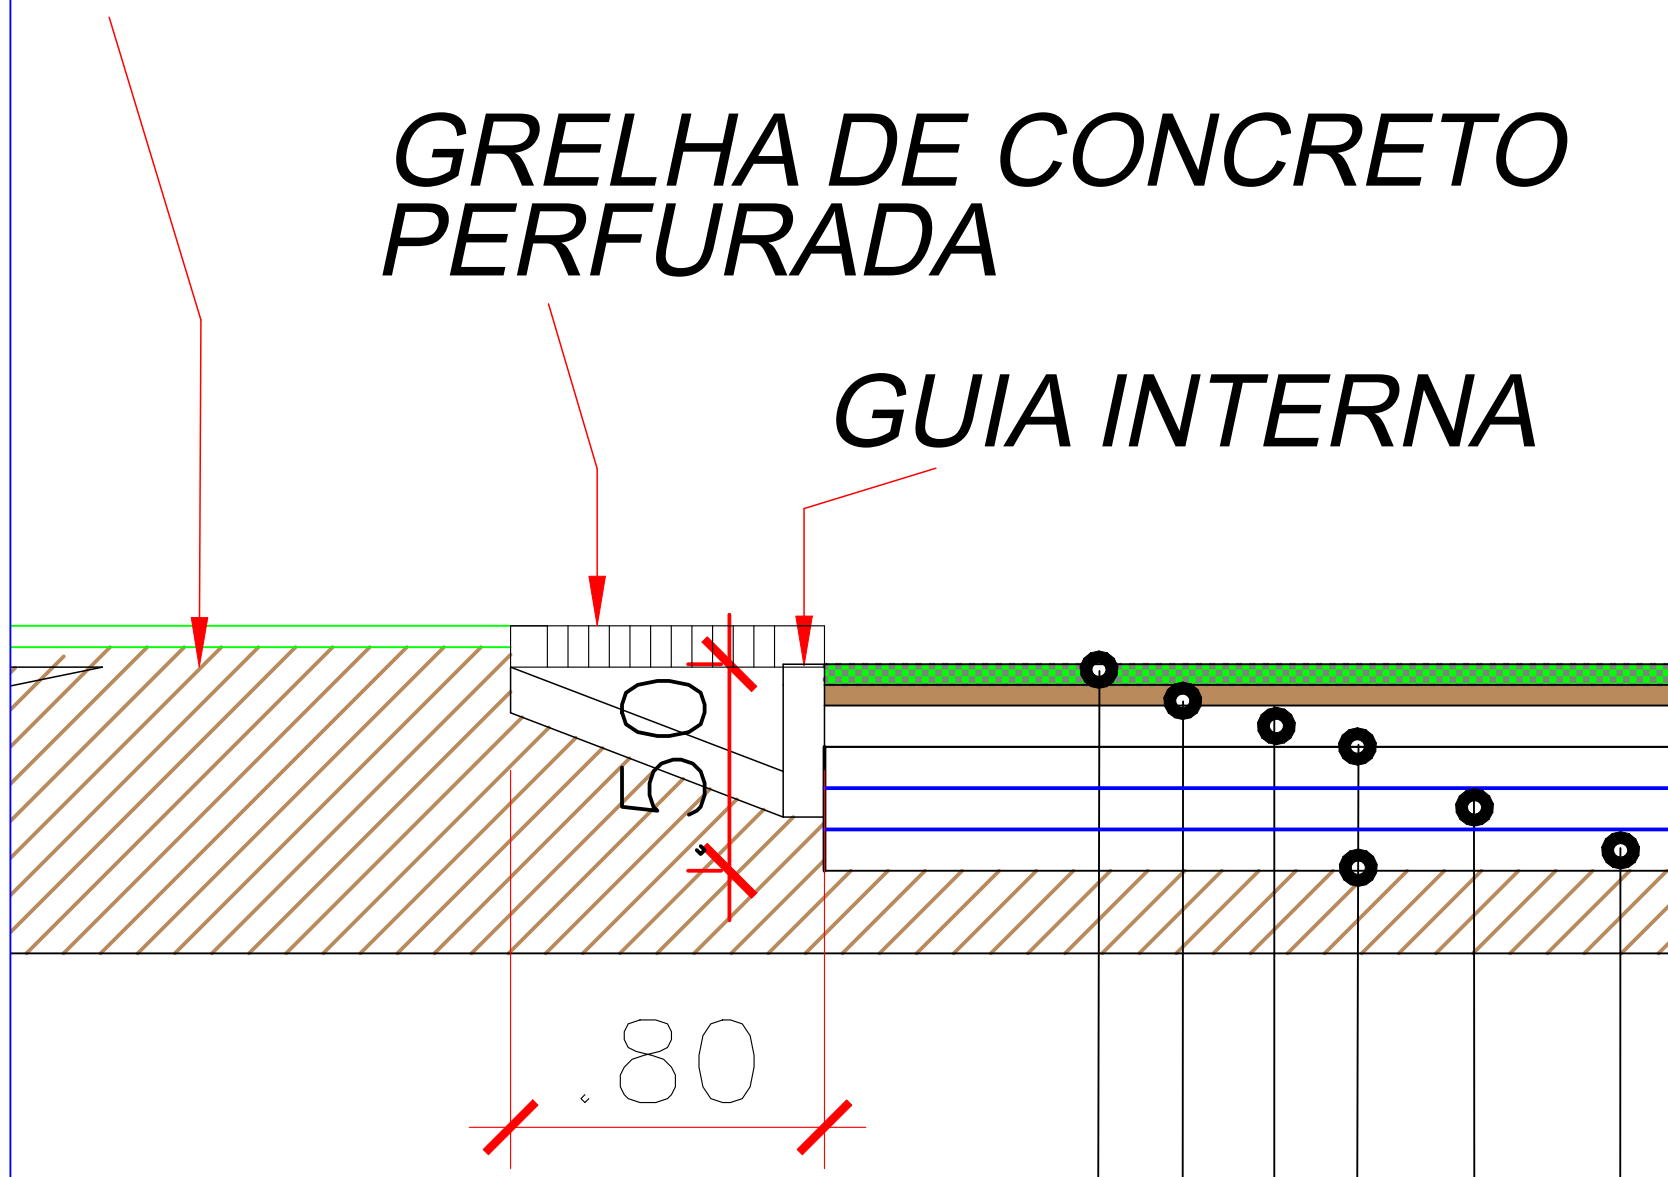 GRELHA DE CONCRETO
PERFURADA
GUIA INTERNA
.50
.80